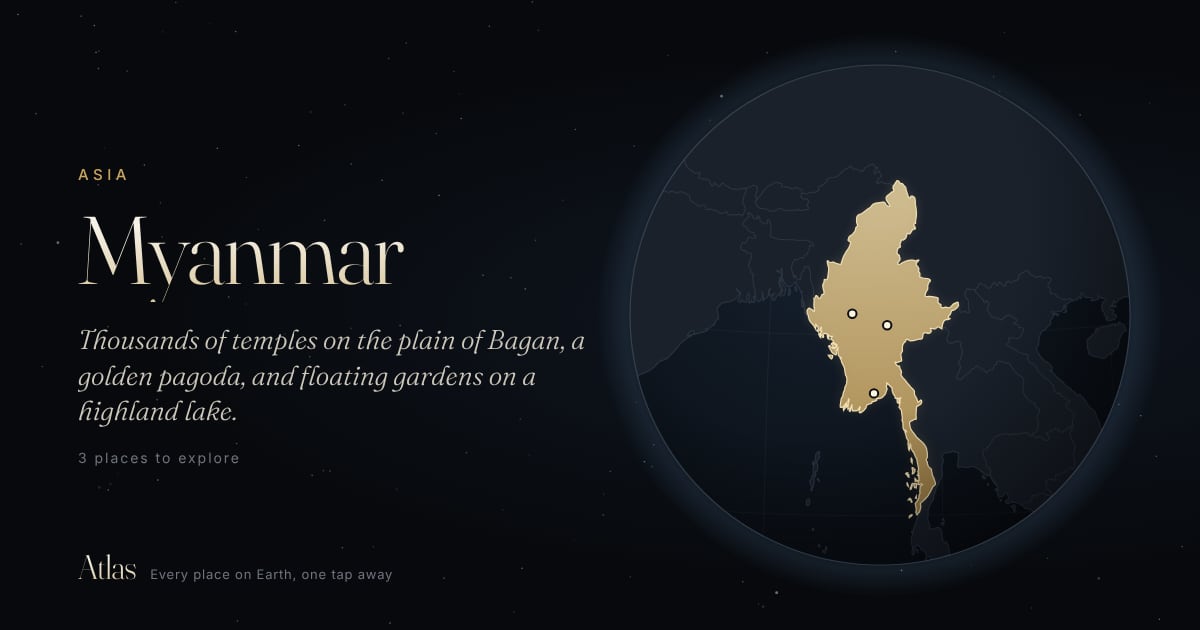 ASIA
Myanmar
Thousands of temples on the plain of Bagan, a
golden pagoda, and floating gardens on a
highland lake.
3 places to explore
Atlas Every place on Earth, one tap away